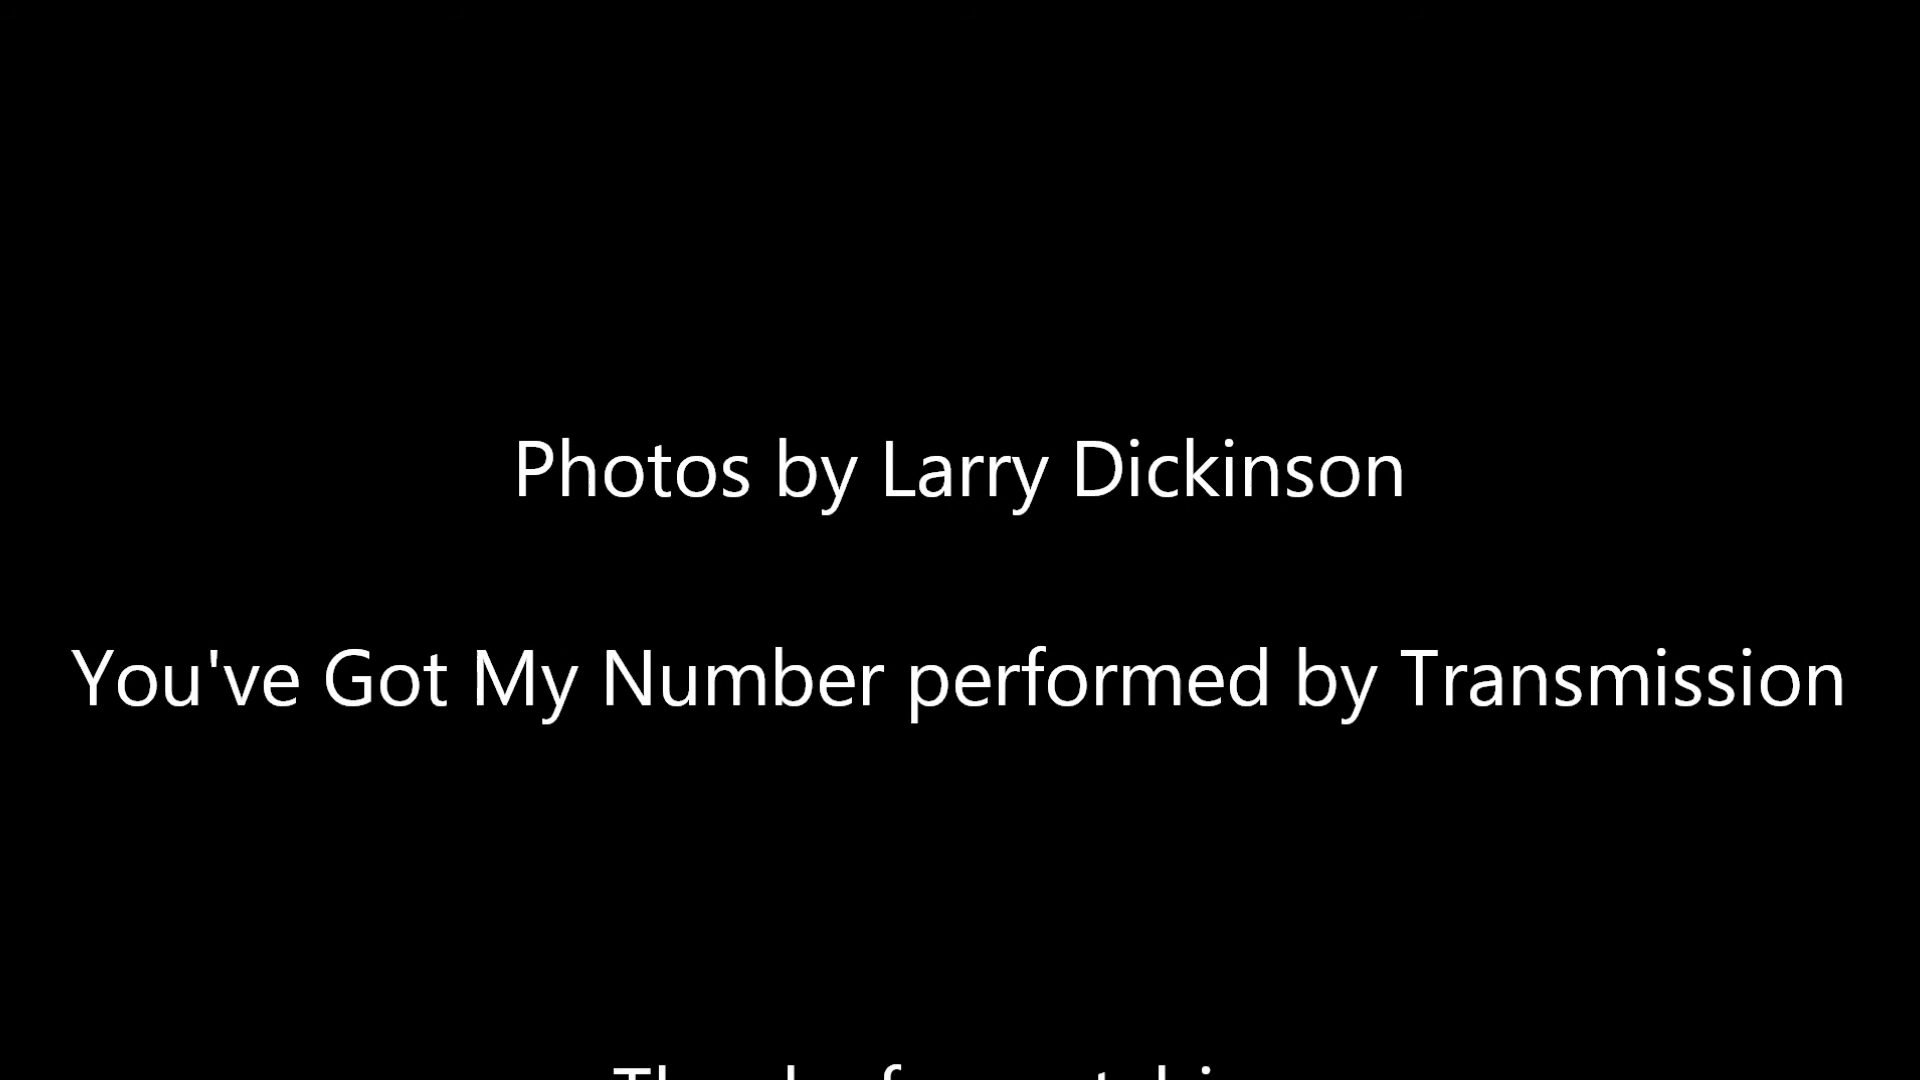 Photos by Larry Dickinson
You've Got My Number performed by Transmission